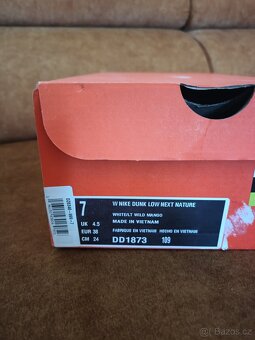 7
UK 4.5
EUR 38
CM 24
W NIKE DUNK LOW NEXT NATURE
WHITE/LT WILD MANGO
MADE IN VIETNAM
FABRIQUE EN VIETNAM HECHO EN VIETNAM
DD1873 109
Bazoš.cz